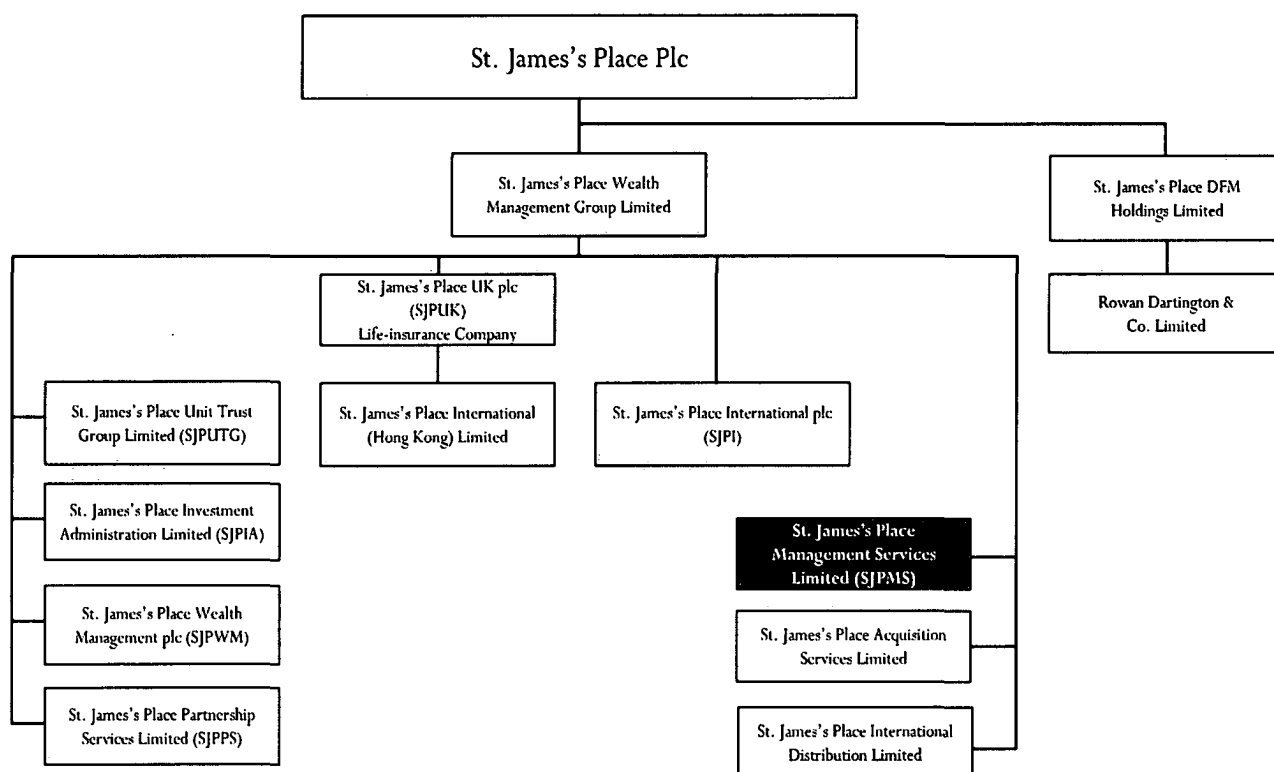 St. James's Place Plc
St. James's Place Wealth
Management Group Limited
St. James's Place DFM
Holdings Limited
St. James's Place UK plc
(SJPUK)
Life-insurance Company
Rowan Dartington &
Co. Limited
St. James's Place Unit Trust
Group Limited (SJPUTG)
St. James's Place International
(Hong Kong) Limited
St. James's Place International plc
(SJPI)
St. James's Place Investment
Administration Limited (SJPIA)
St. James's Place
Management Services
Limited (SJPMS)
St. James's Place Wealth
Management plc (SJPWM)
St. James's Place Acquisition
Services Limited
St. James's Place Partnership
Services Limited (SJPPS)
St. James's Place International
Distribution Limited